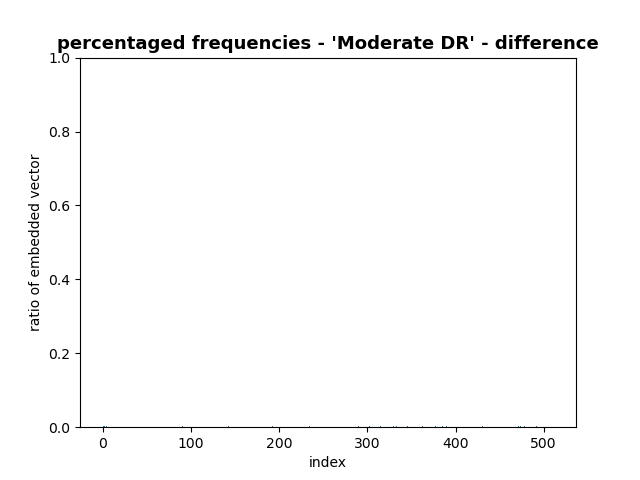 percentaged frequencies - 'Moderate DR' - difference
1.0
0.8
0.6
0.4
0.2
0.0
ratio of embedded vector
0 100 200 300 400 500
index